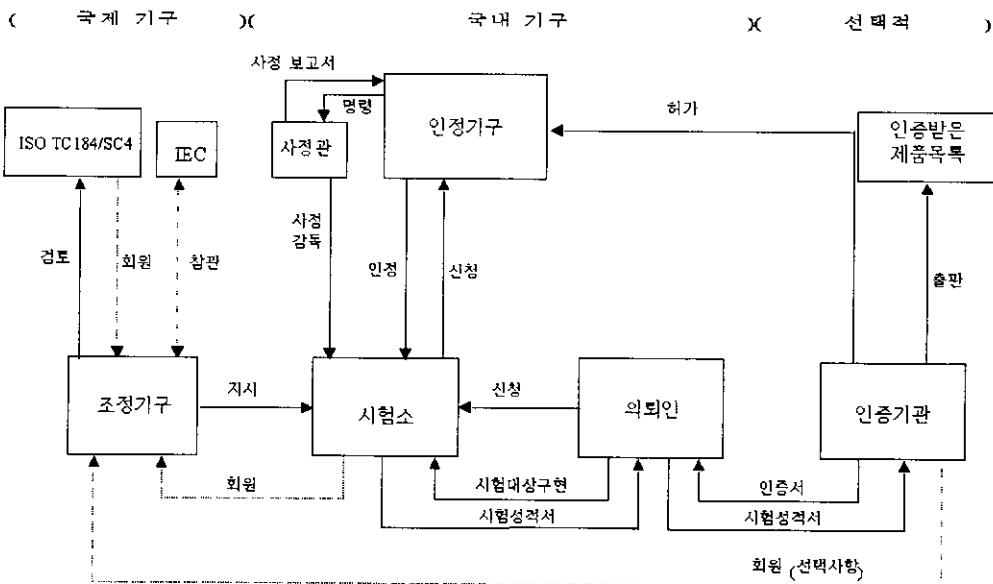 ( 국제 기구 )( 국내 기구 )( 선택적 )
사정 보고서
명령
허가
ISO TC184/SC4
IEC
사정관
인정기구
인증받은
제품목록
사정
감독
검토
회원
참관
인정
신청
출판
조정기구
지시
시험소
신청
의뢰인
인증기관
회원
시험대상구현
인증서
시험성적서
시험성적서
회원 (선택사항)